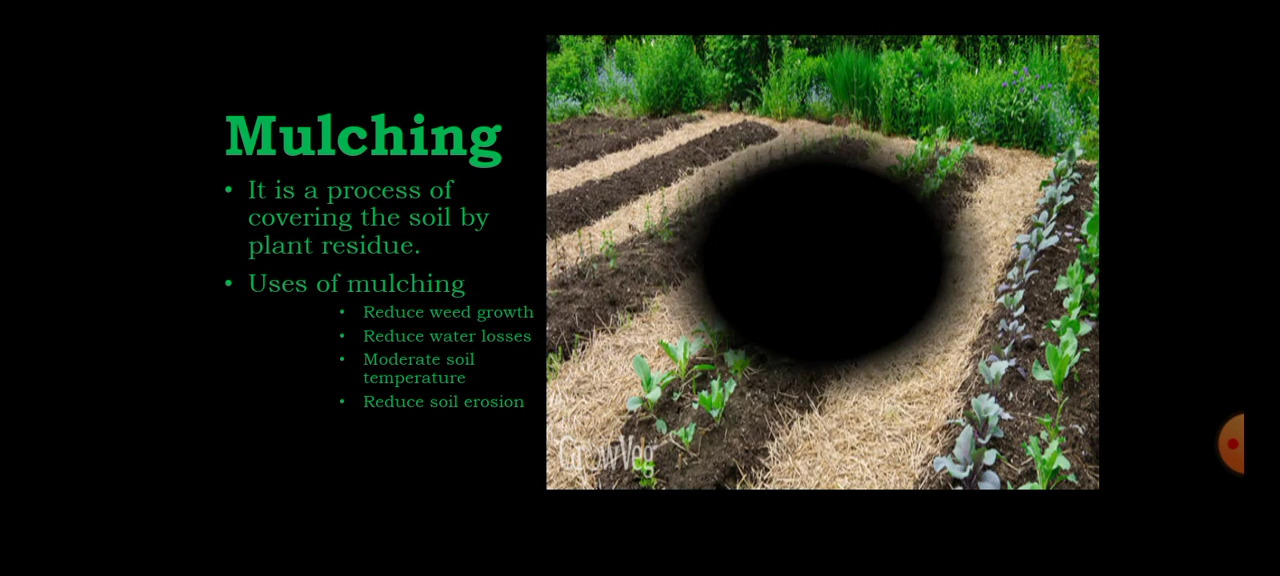 Mulching
• It is a process of
covering the soil by
plant residue.
• Uses of mulching
• Reduce weed growth
• Reduce water losses
• Moderate soil
temperature
• Reduce soil erosion
GrowVeg